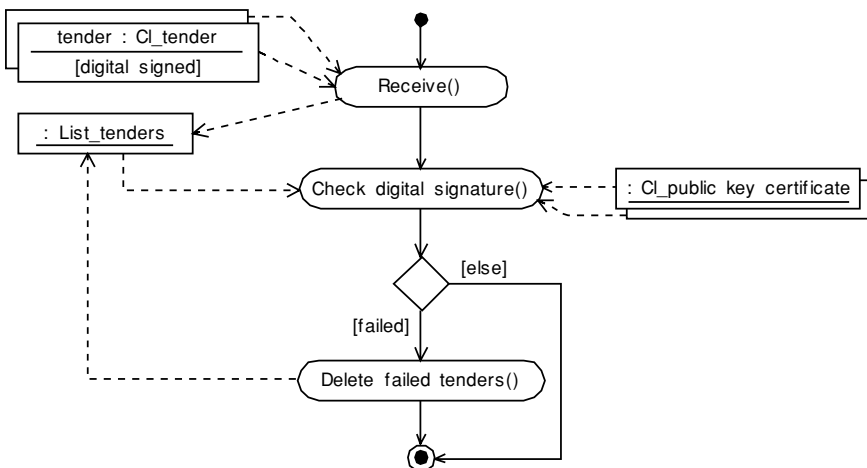 tender : Cl_tender
[digital signed]
Receive()
: List_tenders
Check digital signature()
: Cl_public key certificate
[else]
[failed]
Delete failed tenders()